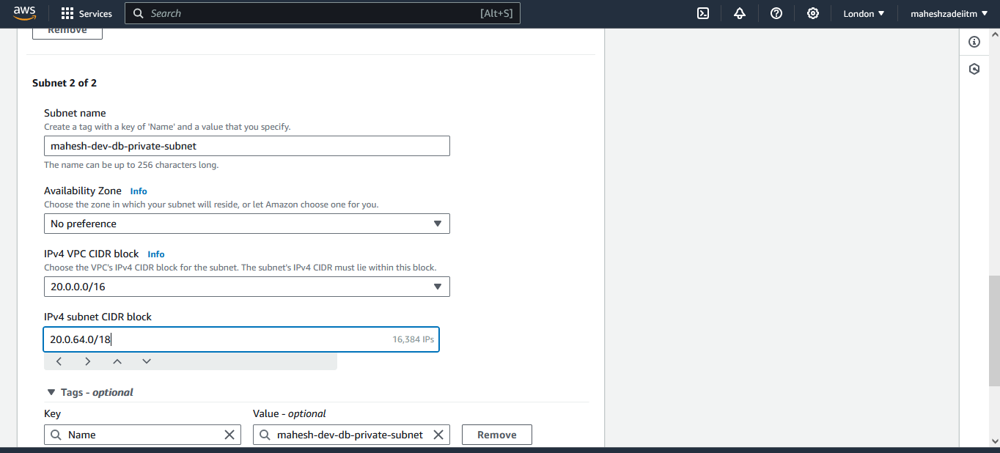 aws
Services
Search
[Alt+S]
London
maheshzadeiitm
Remove
Subnet 2 of 2
Subnet name
Create a tag with a key of 'Name' and a value that you specify.
mahesh-dev-db-private-subnet
The name can be up to 256 characters long.
Availability Zone Info
Choose the zone in which your subnet will reside, or let Amazon choose one for you.
No preference
IPv4 VPC CIDR block Info
Choose the VPC's IPv4 CIDR block for the subnet. The subnet's IPv4 CIDR must lie within this block.
20.0.0.0/16
IPv4 subnet CIDR block
20.0.64.0/18 16,384 IPs
Tags - optional
Key Value - optional
Name mahesh-dev-db-private-subnet Remove